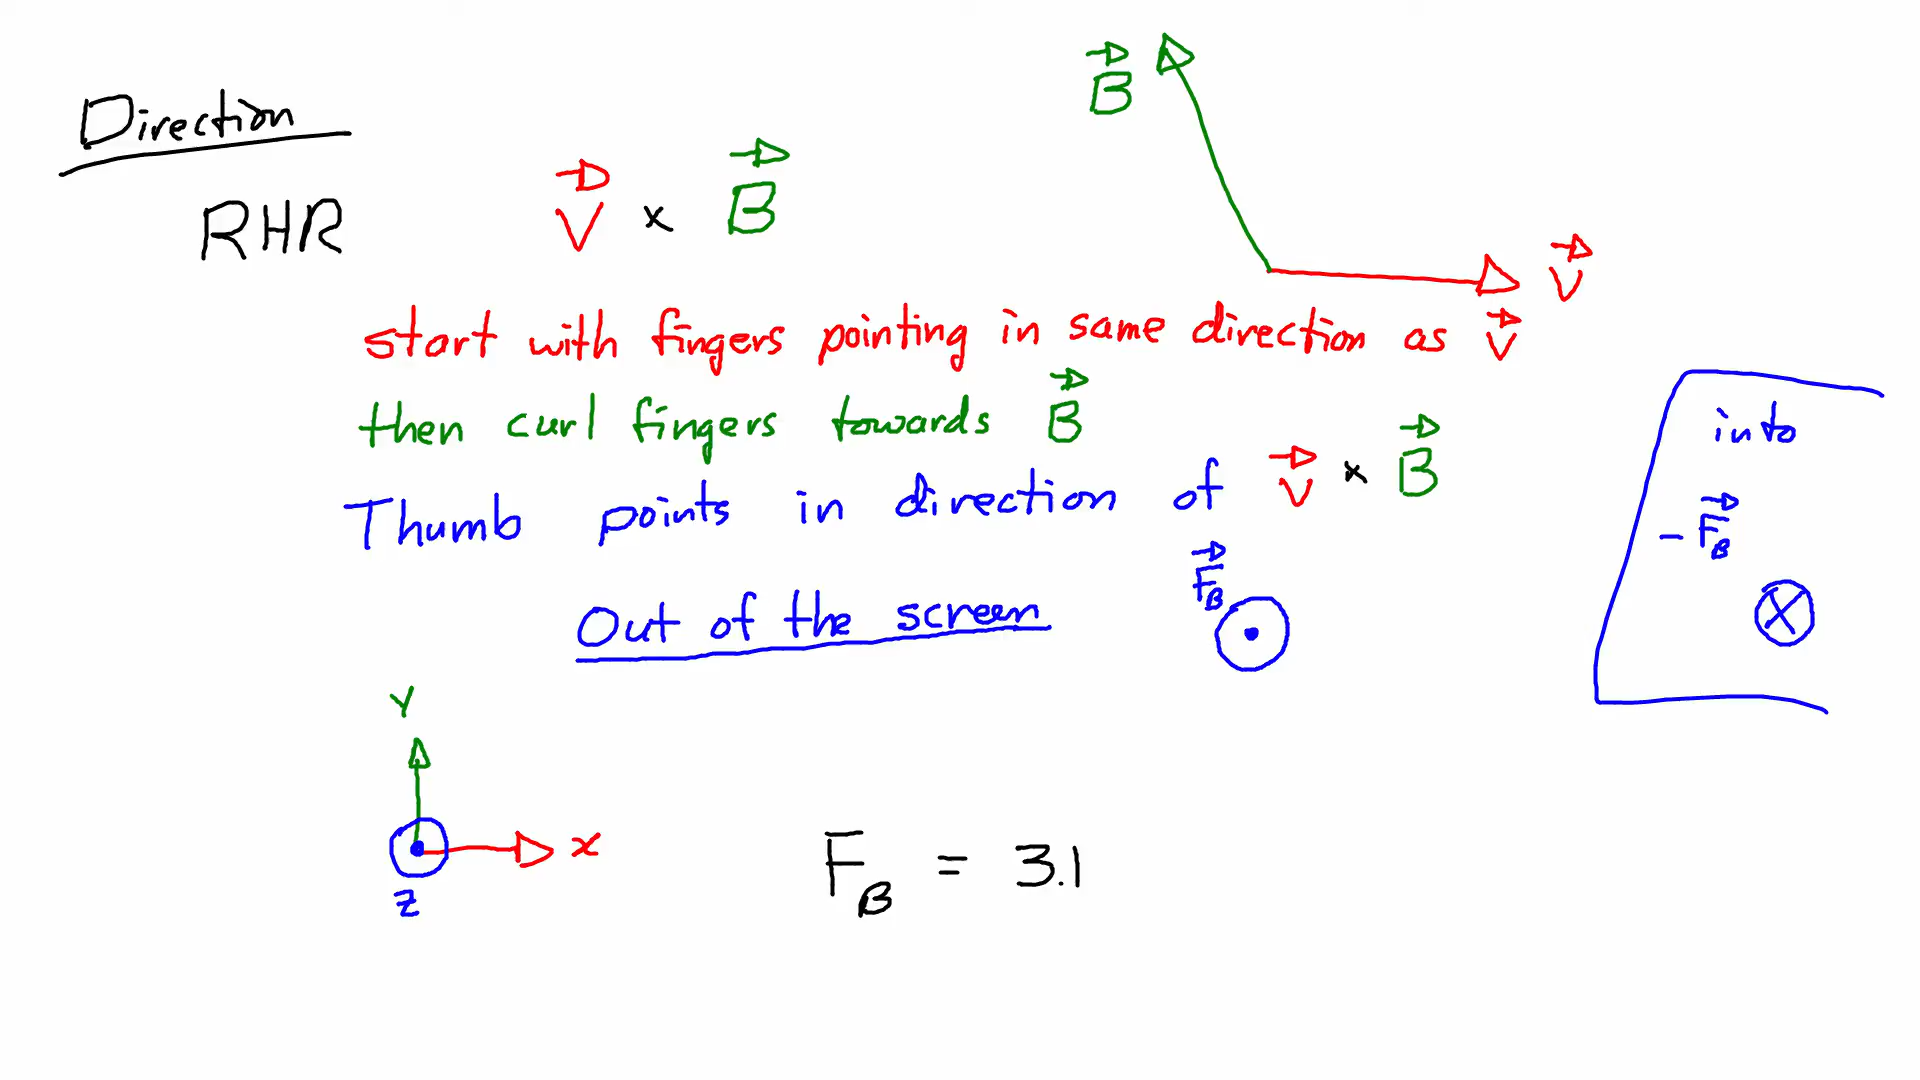 Direction
B
RHR
V x B
V
start with fingers pointing in same direction as V
then curl fingers towards B
Thumb points in direction of V x B
into
- F_B
Out of the screen
F_B
Y
x
z
F_B = 3.1